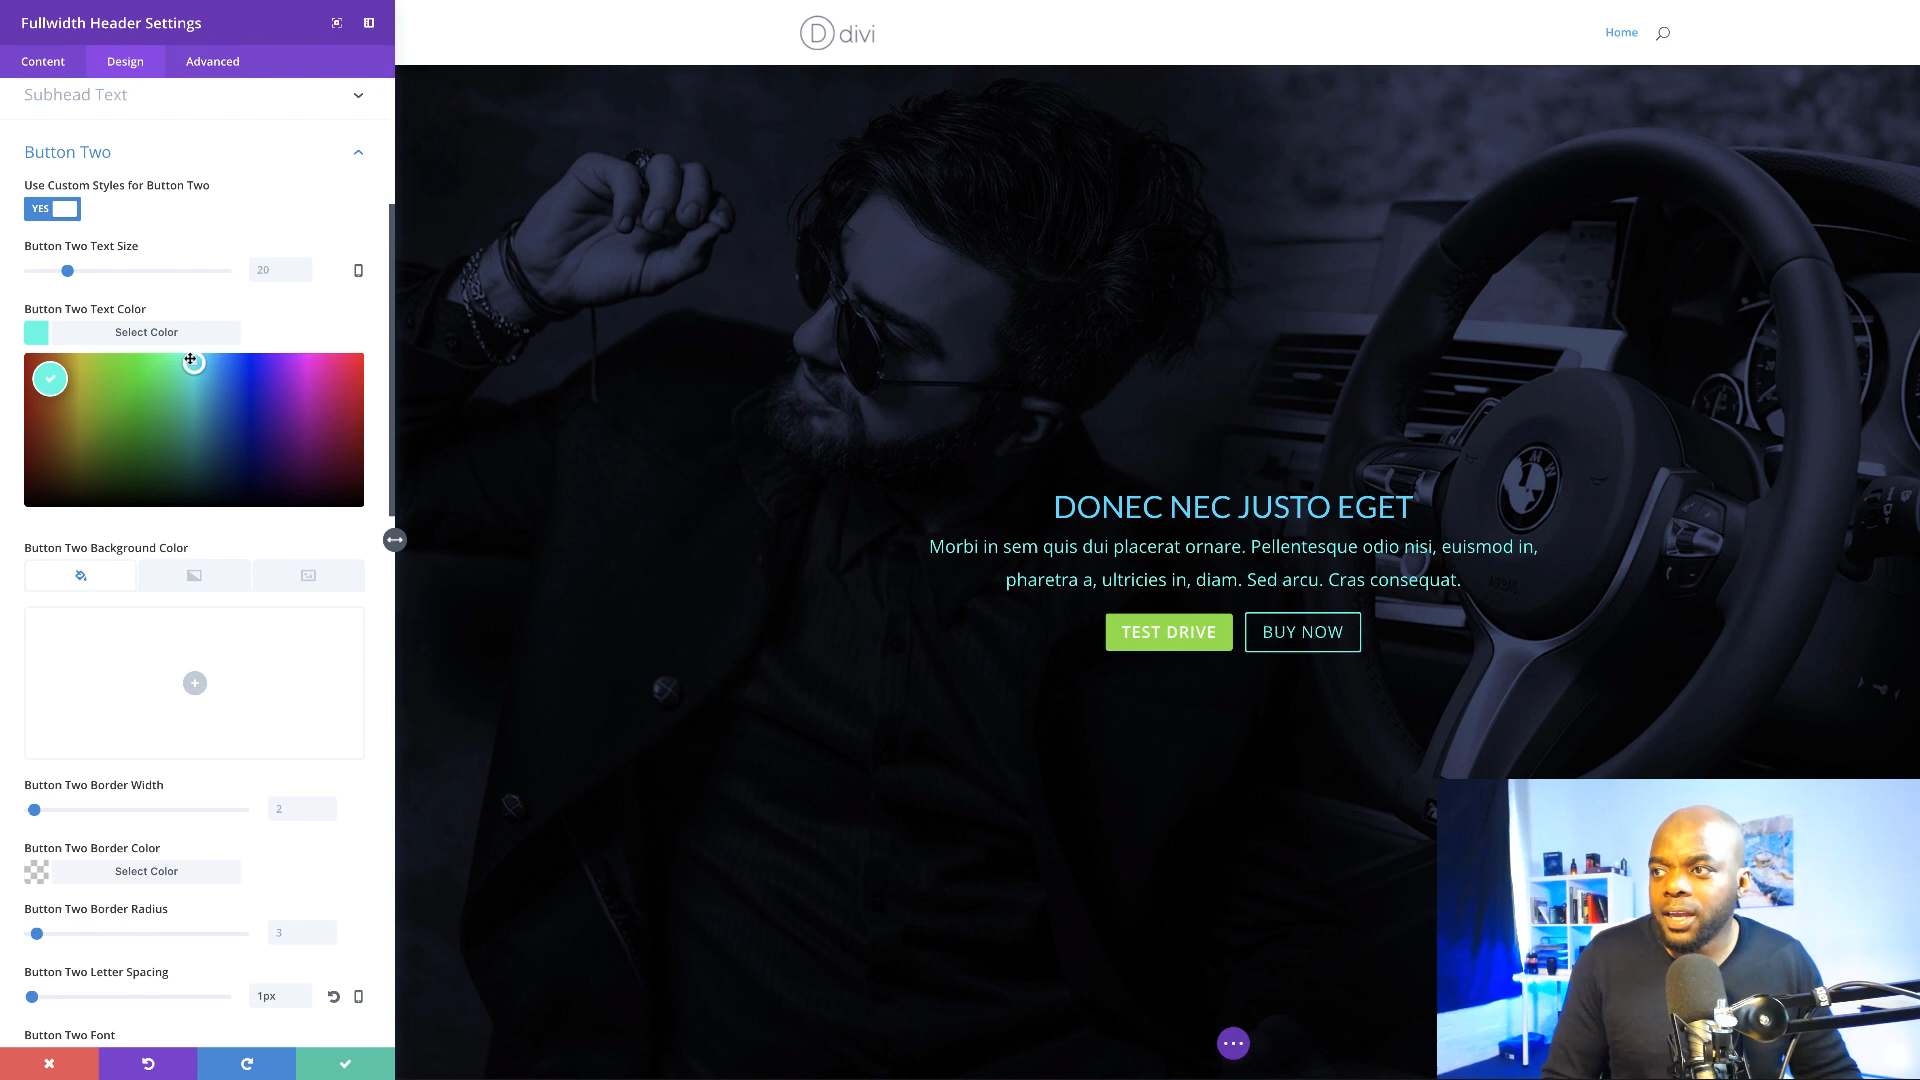 Fullwidth Header Settings
Content Design Advanced
Subhead Text
Button Two
Use Custom Styles for Button Two
YES
Button Two Text Size
20
Button Two Text Color
Select Color
Button Two Background Color
Button Two Border Width
2
Button Two Border Color
Select Color
Button Two Border Radius
3
Button Two Letter Spacing
1px
Button Two Font
D divi
Home
DONEC NEC JUSTO EGET
Morbi in sem quis dui placerat ornare. Pellentesque odio nisi, euismod in,
pharetra a, ultricies in, diam. Sed arcu. Cras consequat.
TEST DRIVE BUY NOW